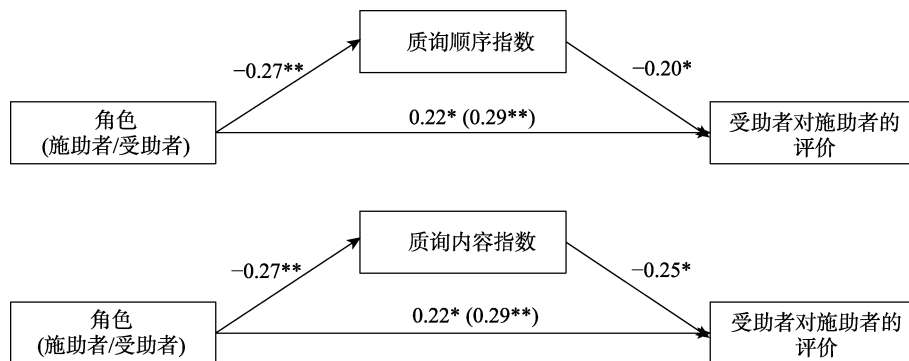 质询顺序指数
−0.27**
−0.20*
0.22* (0.29**)
角色
(施助者/受助者)
受助者对施助者的
评价
质询内容指数
−0.27**
−0.25*
0.22* (0.29**)
角色
(施助者/受助者)
受助者对施助者的
评价